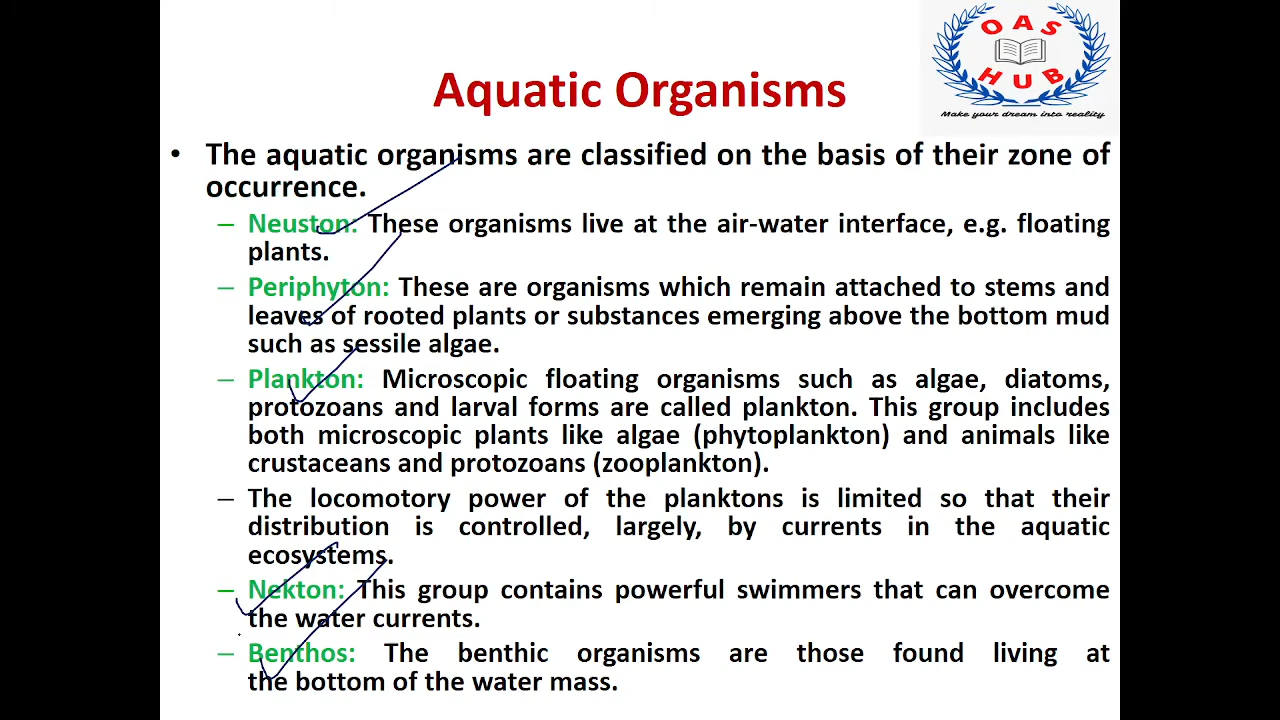 OAS
HUB
Make your dream into reality
Aquatic Organisms
• The aquatic organisms are classified on the basis of their zone of
occurrence.
– Neuston: These organisms live at the air-water interface, e.g. floating
plants.
– Periphyton: These are organisms which remain attached to stems and
leaves of rooted plants or substances emerging above the bottom mud
such as sessile algae.
– Plankton: Microscopic floating organisms such as algae, diatoms,
protozoans and larval forms are called plankton. This group includes
both microscopic plants like algae (phytoplankton) and animals like
crustaceans and protozoans (zooplankton).
– The locomotory power of the planktons is limited so that their
distribution is controlled, largely, by currents in the aquatic
ecosystems.
– Nekton: This group contains powerful swimmers that can overcome
the water currents.
– Benthos: The benthic organisms are those found living at
the bottom of the water mass.